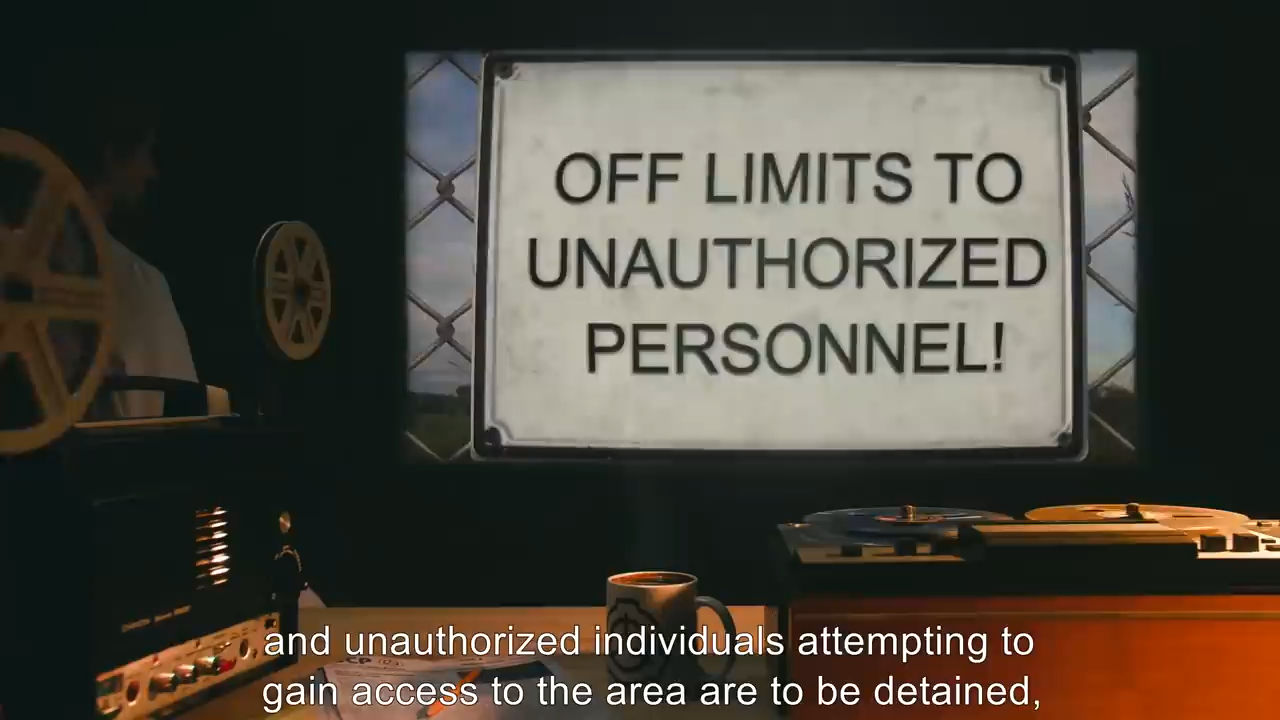 OFF LIMITS TO
UNAUTHORIZED
PERSONNEL!
and unauthorized individuals attempting to
gain access to the area are to be detained,